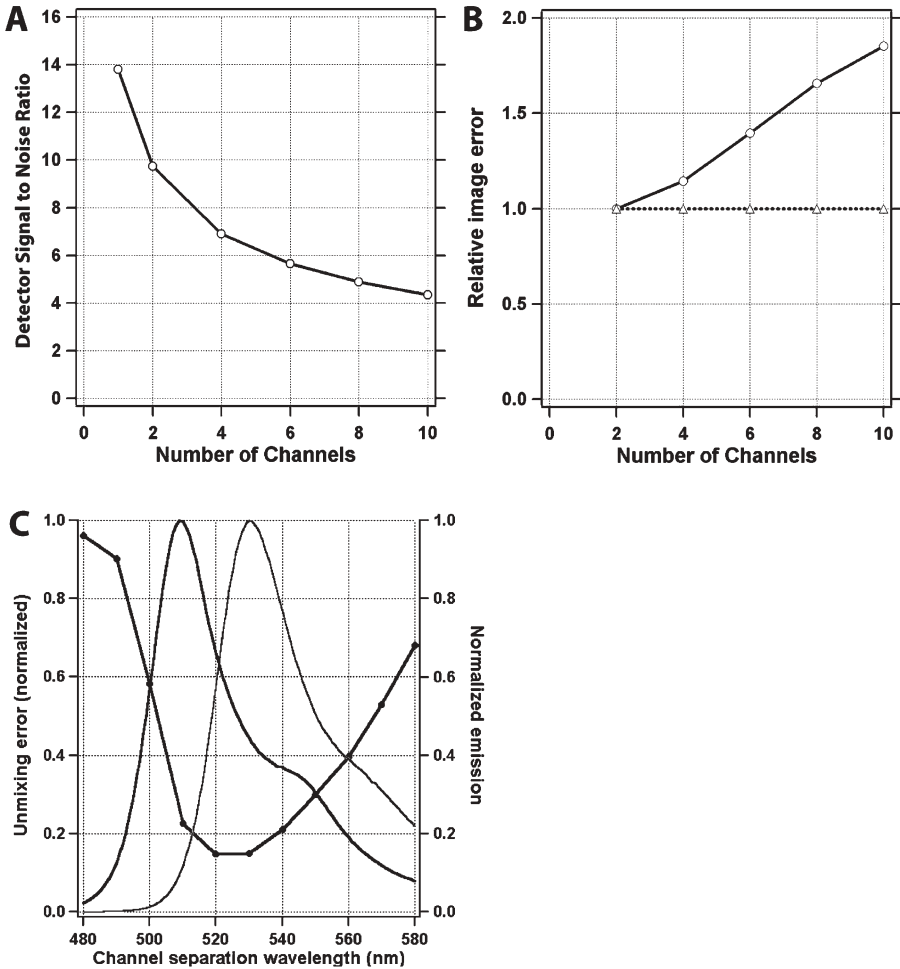 A
16
14
12
10
8
6
4
2
0
Detector Signal to Noise Ratio
0 2 4 6 8 10
Number of Channels
B
2.0
1.5
1.0
0.5
0.0
Relative image error
0 2 4 6 8 10
Number of Channels
C
1.0
0.8
0.6
0.4
0.2
0.0
Unmixing error (normalized)
1.0
0.8
0.6
0.4
0.2
0.0
Normalized emission
480 500 520 540 560 580
Channel separation wavelength (nm)